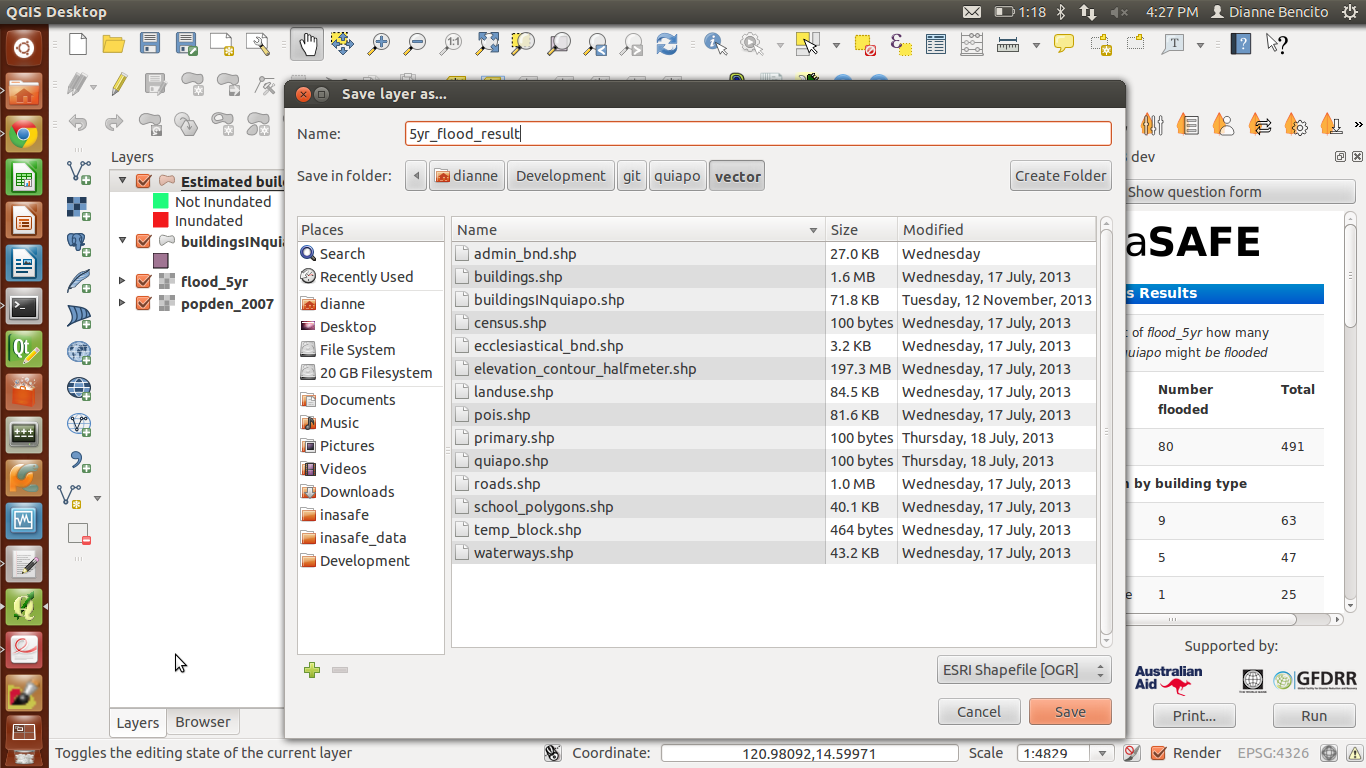 QGIS Desktop
1:18
4:27 PM
Dianne Bencito
Save layer as...
Name:
5yr_flood_result
Save in folder:
dianne
Development
git
quiapo
vector
Create Folder
Places
Search
Recently Used
dianne
Desktop
File System
20 GB Filesystem
Documents
Music
Pictures
Videos
Downloads
inasafe
inasafe_data
Development
Name Size Modified
admin_bnd.shp 27.0 KB Wednesday
buildings.shp 1.6 MB Wednesday, 17 July, 2013
buildingsINquiapo.shp 71.8 KB Tuesday, 12 November, 2013
census.shp 100 bytes Wednesday, 17 July, 2013
ecclesiastical_bnd.shp 3.2 KB Wednesday, 17 July, 2013
elevation_contour_halfmeter.shp 197.3 MB Wednesday, 17 July, 2013
landuse.shp 84.5 KB Wednesday, 17 July, 2013
pois.shp 81.6 KB Wednesday, 17 July, 2013
primary.shp 100 bytes Thursday, 18 July, 2013
quiapo.shp 100 bytes Thursday, 18 July, 2013
roads.shp 1.0 MB Wednesday, 17 July, 2013
school_polygons.shp 40.1 KB Wednesday, 17 July, 2013
temp_block.shp 464 bytes Wednesday, 17 July, 2013
waterways.shp 43.2 KB Wednesday, 17 July, 2013
ESRI Shapefile [OGR]
Cancel
Save
Layers
Estimated buil
Not Inundated
Inundated
buildingsINquia
flood_5yr
popden_2007
Layers
Browser
s dev
Show question form
aSAFE
s Results
t of flood_5yr how many
uiapo might be flooded
Number flooded
Total
80 491
n by building type
9 63
5 47
e 1 25
Supported by:
Australian
Aid
GFDRR
Print...
Run
Toggles the editing state of the current layer
Coordinate:
120.98092,14.59971
Scale
1:4829
Render
EPSG:4326